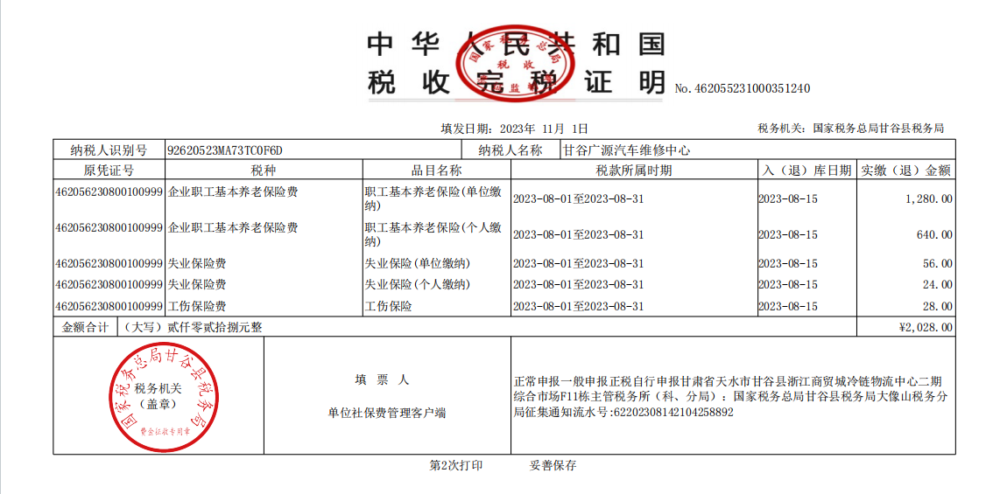 中华人民共和国
税收完税证明
No.462055231000351240
国家税务总局
税收
填发日期: 2023年 11月 1日
税务机关: 国家税务总局甘谷县税务局
纳税人识别号 92620523MA73TC0F6D 纳税人名称 甘谷广源汽车维修中心
原凭证号 税种 品目名称 税款所属时期 入（退）库日期 实缴（退）金额
462056230800100999 企业职工基本养老保险费 职工基本养老保险(单位缴
纳) 2023-08-01至2023-08-31 2023-08-15 1,280.00
462056230800100999 企业职工基本养老保险费 职工基本养老保险(个人缴
纳) 2023-08-01至2023-08-31 2023-08-15 640.00
462056230800100999 失业保险费 失业保险(单位缴纳) 2023-08-01至2023-08-31 2023-08-15 56.00
462056230800100999 失业保险费 失业保险(个人缴纳) 2023-08-01至2023-08-31 2023-08-15 24.00
462056230800100999 工伤保险费 工伤保险 2023-08-01至2023-08-31 2023-08-15 28.00
金额合计 （大写）贰仟零贰拾捌元整 ¥2,028.00
国家税务总局甘谷县税务局
税务机关
（盖章）
费金征收专用章
填 票 人
单位社保费管理客户端
正常申报一般申报正税自行申报甘肃省天水市甘谷县浙江商贸城冷链物流中心二期
综合市场F11栋主管税务所（科、分局）: 国家税务总局甘谷县税务局大像山税务分
局征集通知流水号:62202308142104258892
第2次打印 妥善保存